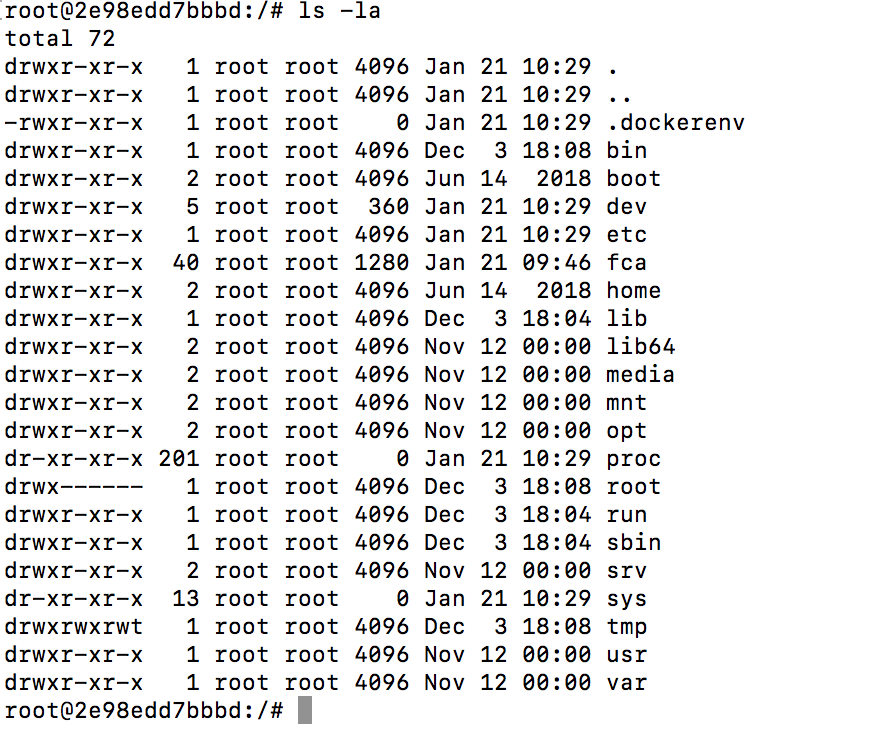 root@2e98edd7bbbd:/# ls -la
total 72
drwxr-xr-x   1 root root 4096 Jan 21 10:29 .
drwxr-xr-x   1 root root 4096 Jan 21 10:29 ..
-rwxr-xr-x   1 root root    0 Jan 21 10:29 .dockerenv
drwxr-xr-x   1 root root 4096 Dec  3 18:08 bin
drwxr-xr-x   2 root root 4096 Jun 14  2018 boot
drwxr-xr-x   5 root root  360 Jan 21 10:29 dev
drwxr-xr-x   1 root root 4096 Jan 21 10:29 etc
drwxr-xr-x  40 root root 1280 Jan 21 09:46 fca
drwxr-xr-x   2 root root 4096 Jun 14  2018 home
drwxr-xr-x   1 root root 4096 Dec  3 18:04 lib
drwxr-xr-x   2 root root 4096 Nov 12 00:00 lib64
drwxr-xr-x   2 root root 4096 Nov 12 00:00 media
drwxr-xr-x   2 root root 4096 Nov 12 00:00 mnt
drwxr-xr-x   2 root root 4096 Nov 12 00:00 opt
dr-xr-xr-x 201 root root    0 Jan 21 10:29 proc
drwx------   1 root root 4096 Dec  3 18:08 root
drwxr-xr-x   1 root root 4096 Dec  3 18:04 run
drwxr-xr-x   1 root root 4096 Dec  3 18:04 sbin
drwxr-xr-x   2 root root 4096 Nov 12 00:00 srv
dr-xr-xr-x  13 root root    0 Jan 21 10:29 sys
drwxrwxrwt   1 root root 4096 Dec  3 18:08 tmp
drwxr-xr-x   1 root root 4096 Nov 12 00:00 usr
drwxr-xr-x   1 root root 4096 Nov 12 00:00 var
root@2e98edd7bbbd:/#